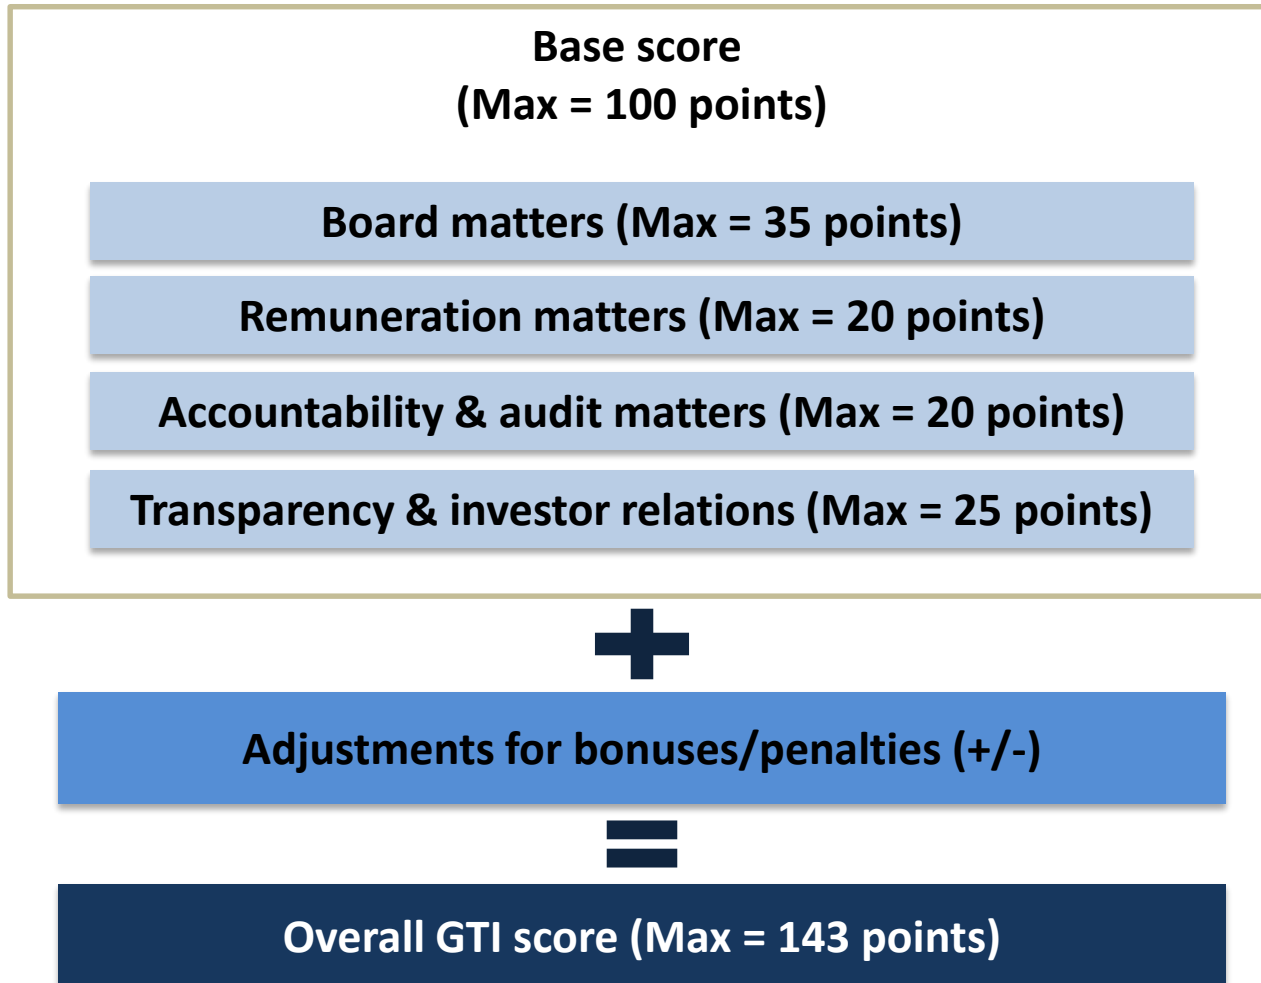 Base score
(Max = 100 points)
Board matters (Max = 35 points)
Remuneration matters (Max = 20 points)
Accountability & audit matters (Max = 20 points)
Transparency & investor relations (Max = 25 points)
+
Adjustments for bonuses/penalties (+/-)
=
Overall GTI score (Max = 143 points)